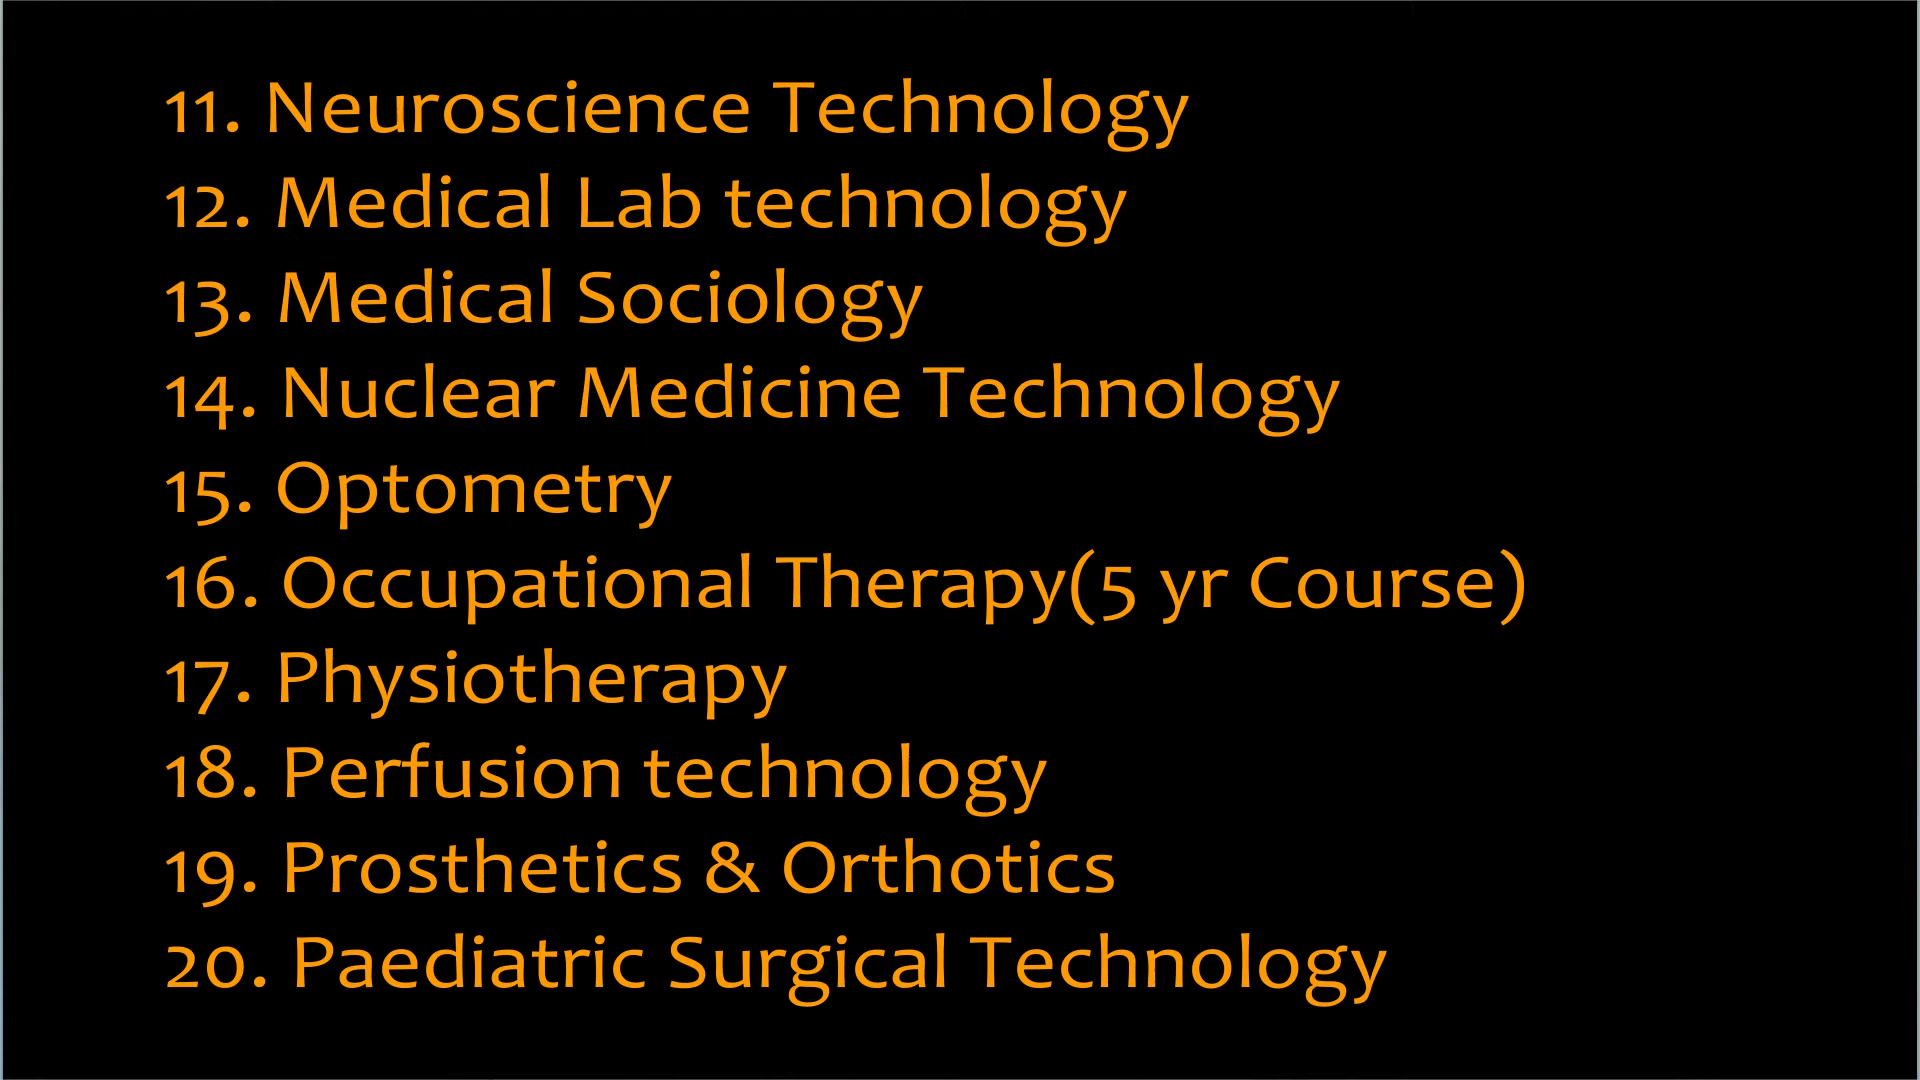 11. Neuroscience Technology
12. Medical Lab technology
13. Medical Sociology
14. Nuclear Medicine Technology
15. Optometry
16. Occupational Therapy(5 yr Course)
17. Physiotherapy
18. Perfusion technology
19. Prosthetics & Orthotics
20. Paediatric Surgical Technology